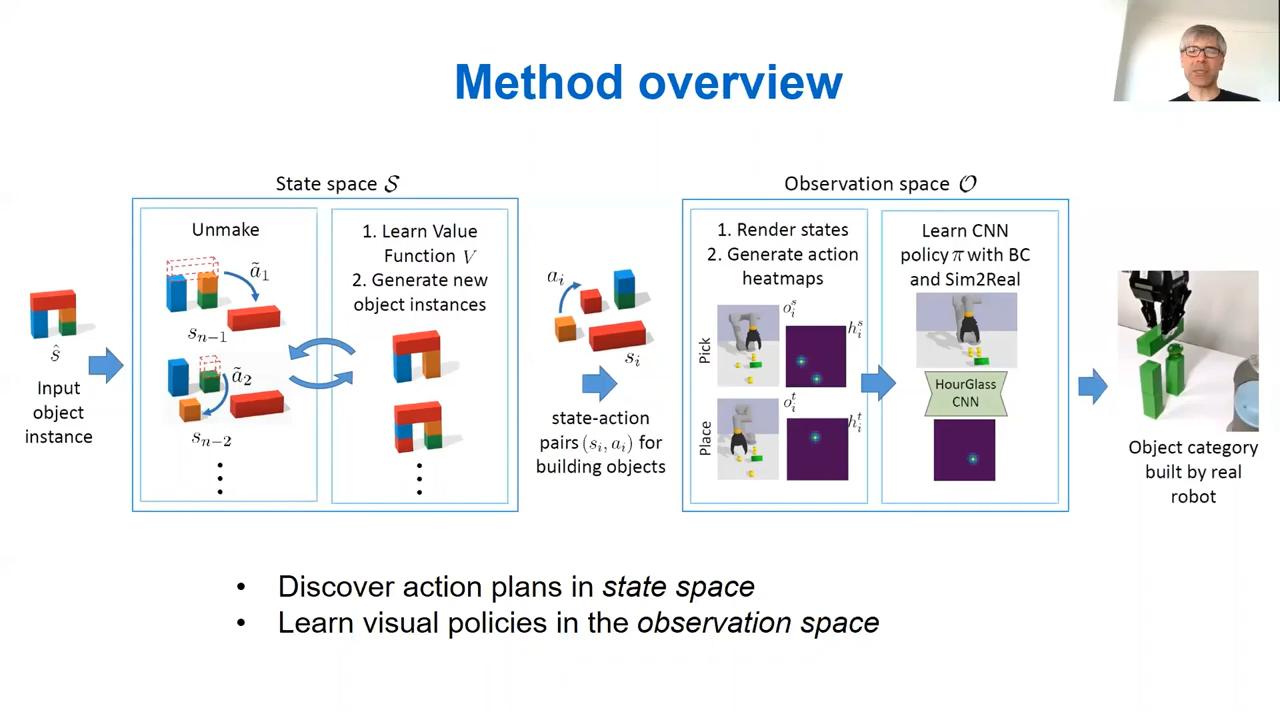 Method overview
State space 𝒮
Observation space 𝒪
Input
object
instance
ŝ
Unmake
ã₁
sₙ₋₁
ã₂
sₙ₋₂
1. Learn Value
Function V
2. Generate new
object instances
aᵢ
sᵢ
state-action
pairs (sᵢ, aᵢ) for
building objects
1. Render states
2. Generate action
heatmaps
Pick
oᵢˢ
hᵢˢ
Place
oᵢᵗ
hᵢᵗ
Learn CNN
policy π with BC
and Sim2Real
HourGlass
CNN
Object category
built by real
robot
• Discover action plans in state space
• Learn visual policies in the observation space